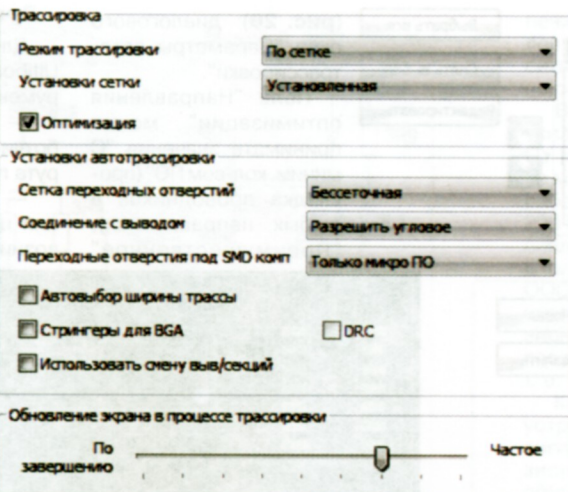 Трассировка
Режим трассировки По сетке
Установки сетки Установленная
Оптимизация
Установки автотрассировки
Сетка переходных отверстий Бессеточная
Соединение с выводом Разрешить угловое
Переходные отверстия под SMD комп Только микро ПО
Автовыбор ширины трассы
Стрингеры для BGA DRC
Использовать смену выв/секций
Обновление экрана в процессе трассировки
По завершению Частое